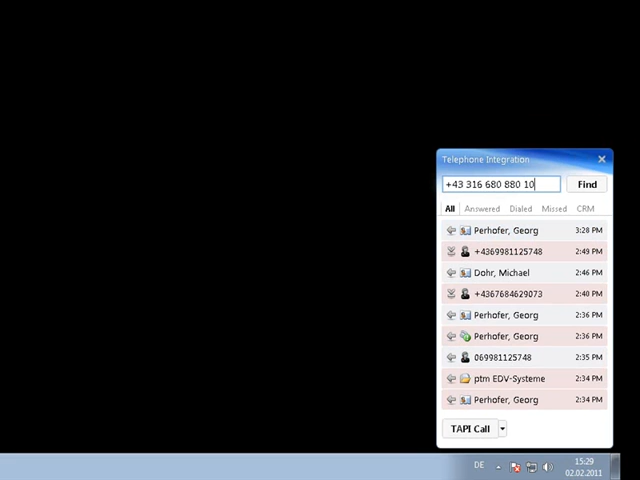 Telephone Integration
+43 316 680 880 10
Find
All Answered Dialed Missed CRM
Perhofer, Georg 3:28 PM
+4369981125748 2:49 PM
Dohr, Michael 2:46 PM
+4367684629073 2:40 PM
Perhofer, Georg 2:36 PM
Perhofer, Georg 2:36 PM
069981125748 2:35 PM
ptm EDV-Systeme 2:34 PM
Perhofer, Georg 2:34 PM
TAPI Call
DE
15:29
02.02.2011